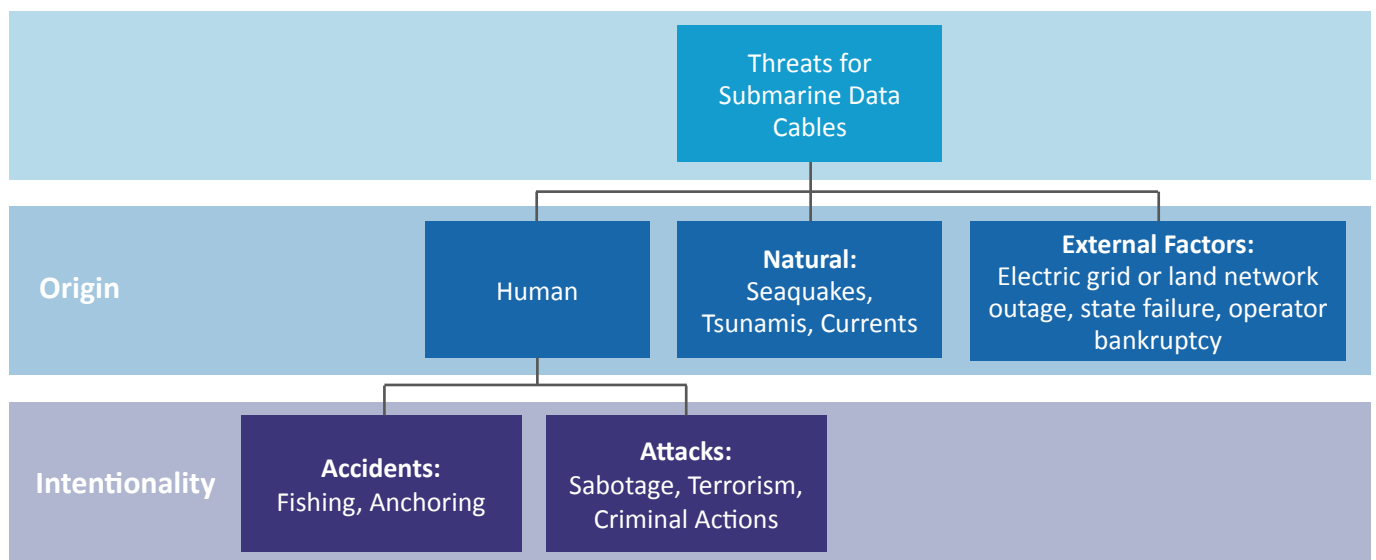 Threats for
Submarine Data
Cables
Origin
Human
Natural:
Seaquakes,
Tsunamis, Currents
External Factors:
Electric grid or land network
outage, state failure, operator
bankruptcy
Intentionality
Accidents:
Fishing, Anchoring
Attacks:
Sabotage, Terrorism,
Criminal Actions